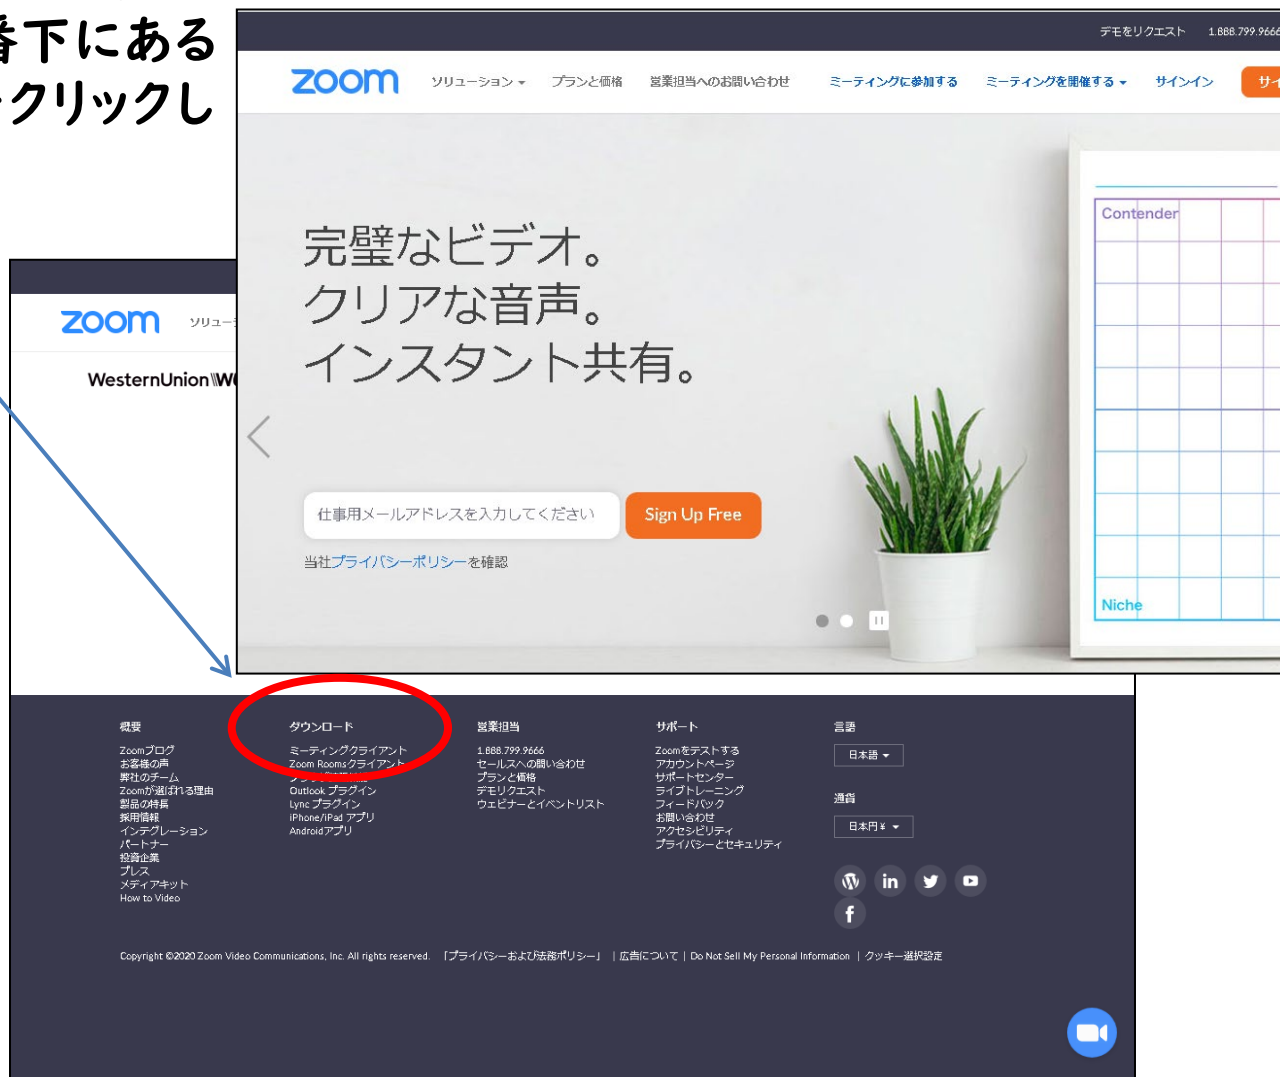 番下にある
クリックし
デモをリクエスト 1.888.799.9666
zoom ソリューション プランと価格 営業担当へのお問い合わせ ミーティングに参加する ミーティングを開催する サインイン
完璧なビデオ。
クリアな音声。
インスタント共有。
Contender
Niche
仕事用メールアドレスを入力してください Sign Up Free
当社プライバシーポリシーを確認
zoom
WesternUnion
概要
Zoomブログ
お客様の声
弊社のチーム
Zoomが選ばれる理由
製品の特長
採用情報
インテグレーション
パートナー
投資企業
プレス
メディアキット
How to Video
ダウンロード
ミーティングクライアント
Zoom Roomsクライアント
Outlook プラグイン
Lync プラグイン
iPhone/iPad アプリ
Androidアプリ
営業担当
1.888.799.9666
セールスへの問い合わせ
プランと価格
デモリクエスト
ウェビナーとイベントリスト
サポート
Zoomをテストする
アカウントページ
サポートセンター
ライブトレーニング
フィードバック
お問い合わせ
アクセシビリティ
プライバシーとセキュリティ
言語
日本語
通貨
日本円 ¥
Copyright ©2020 Zoom Video Communications, Inc. All rights reserved. 「プライバシーおよび法務ポリシー」 | 広告について | Do Not Sell My Personal Information | クッキー選択設定